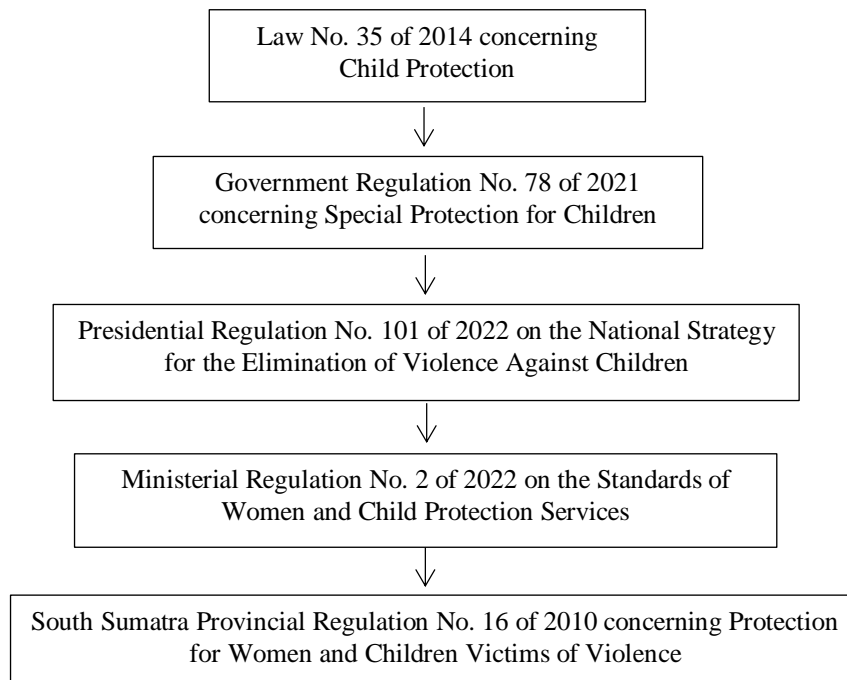 Law No. 35 of 2014 concerning
Child Protection
Government Regulation No. 78 of 2021
concerning Special Protection for Children
Presidential Regulation No. 101 of 2022 on the National Strategy
for the Elimination of Violence Against Children
Ministerial Regulation No. 2 of 2022 on the Standards of
Women and Child Protection Services
South Sumatra Provincial Regulation No. 16 of 2010 concerning Protection
for Women and Children Victims of Violence